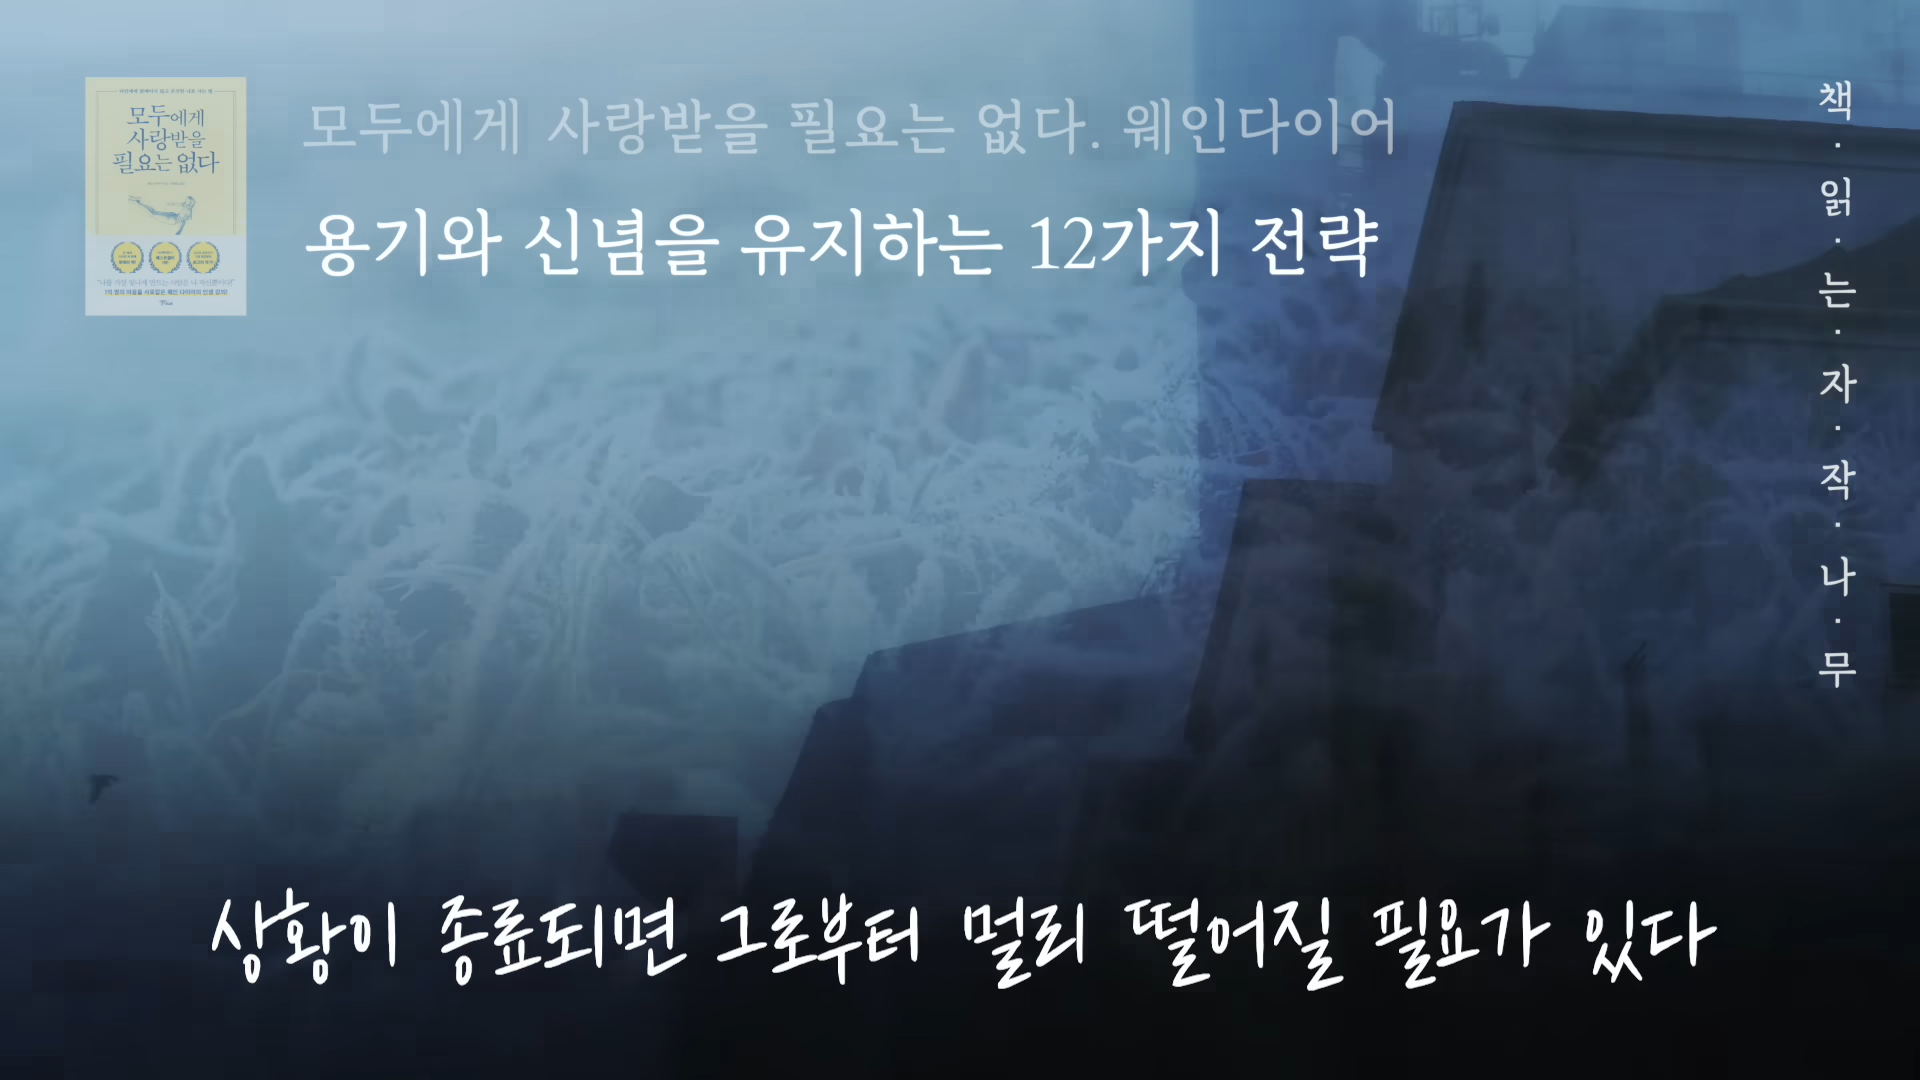 모두에게
사랑받을
필요는 없다
모두에게 사랑받을 필요는 없다. 웨인다이어
용기와 신념을 유지하는 12가지 전략
책·읽·는·자·작·나·무
상황이 종료되면 그로부터 멀리 떨어질 필요가 있다